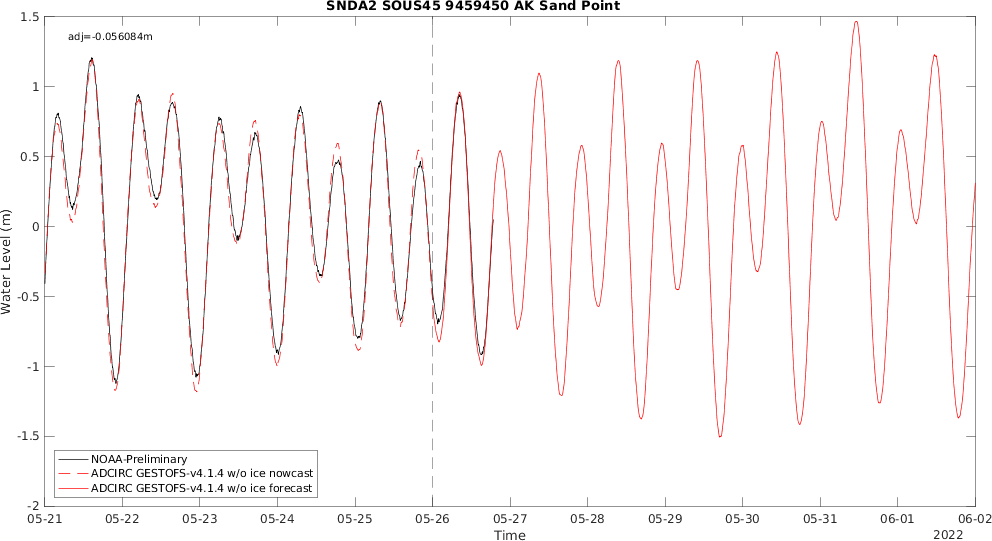 SNDA2 SOUS45 9459450 AK Sand Point
adj=-0.056084m
1.5
1
0.5
0
-0.5
-1
-1.5
-2
Water Level (m)
NOAA-Preliminary
ADCIRC GESTOFS-v4.1.4 w/o ice nowcast
ADCIRC GESTOFS-v4.1.4 w/o ice forecast
05-21 05-22 05-23 05-24 05-25 05-26 05-27 05-28 05-29 05-30 05-31 06-01 06-02
Time
2022